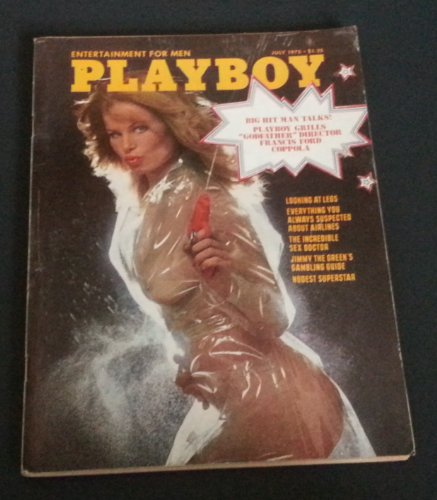 ENTERTAINMENT FOR MEN
JULY 1975 • $1.25
PLAYBOY
BIG HIT MAN TALKS!
PLAYBOY GRILLS
"GODFATHER" DIRECTOR
FRANCIS FORD
COPPOLA
LOOKING AT LEGS
EVERYTHING YOU
ALWAYS SUSPECTED
ABOUT AIRLINES
THE INCREDIBLE
SEX DOCTOR
JIMMY THE GREEK'S
GAMBLING GUIDE
NUDEST SUPERSTAR